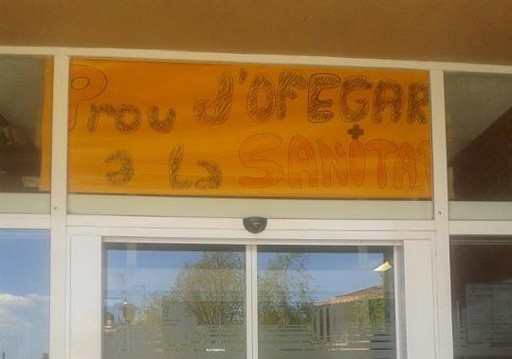 Prou d'OFEGAR
a la SANITAT